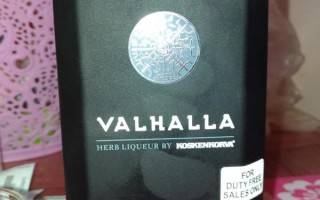 VALHALLA
HERB LIQUEUR BY KOSKENKORVA
FOR
DUTY FREE
SALES ONLY